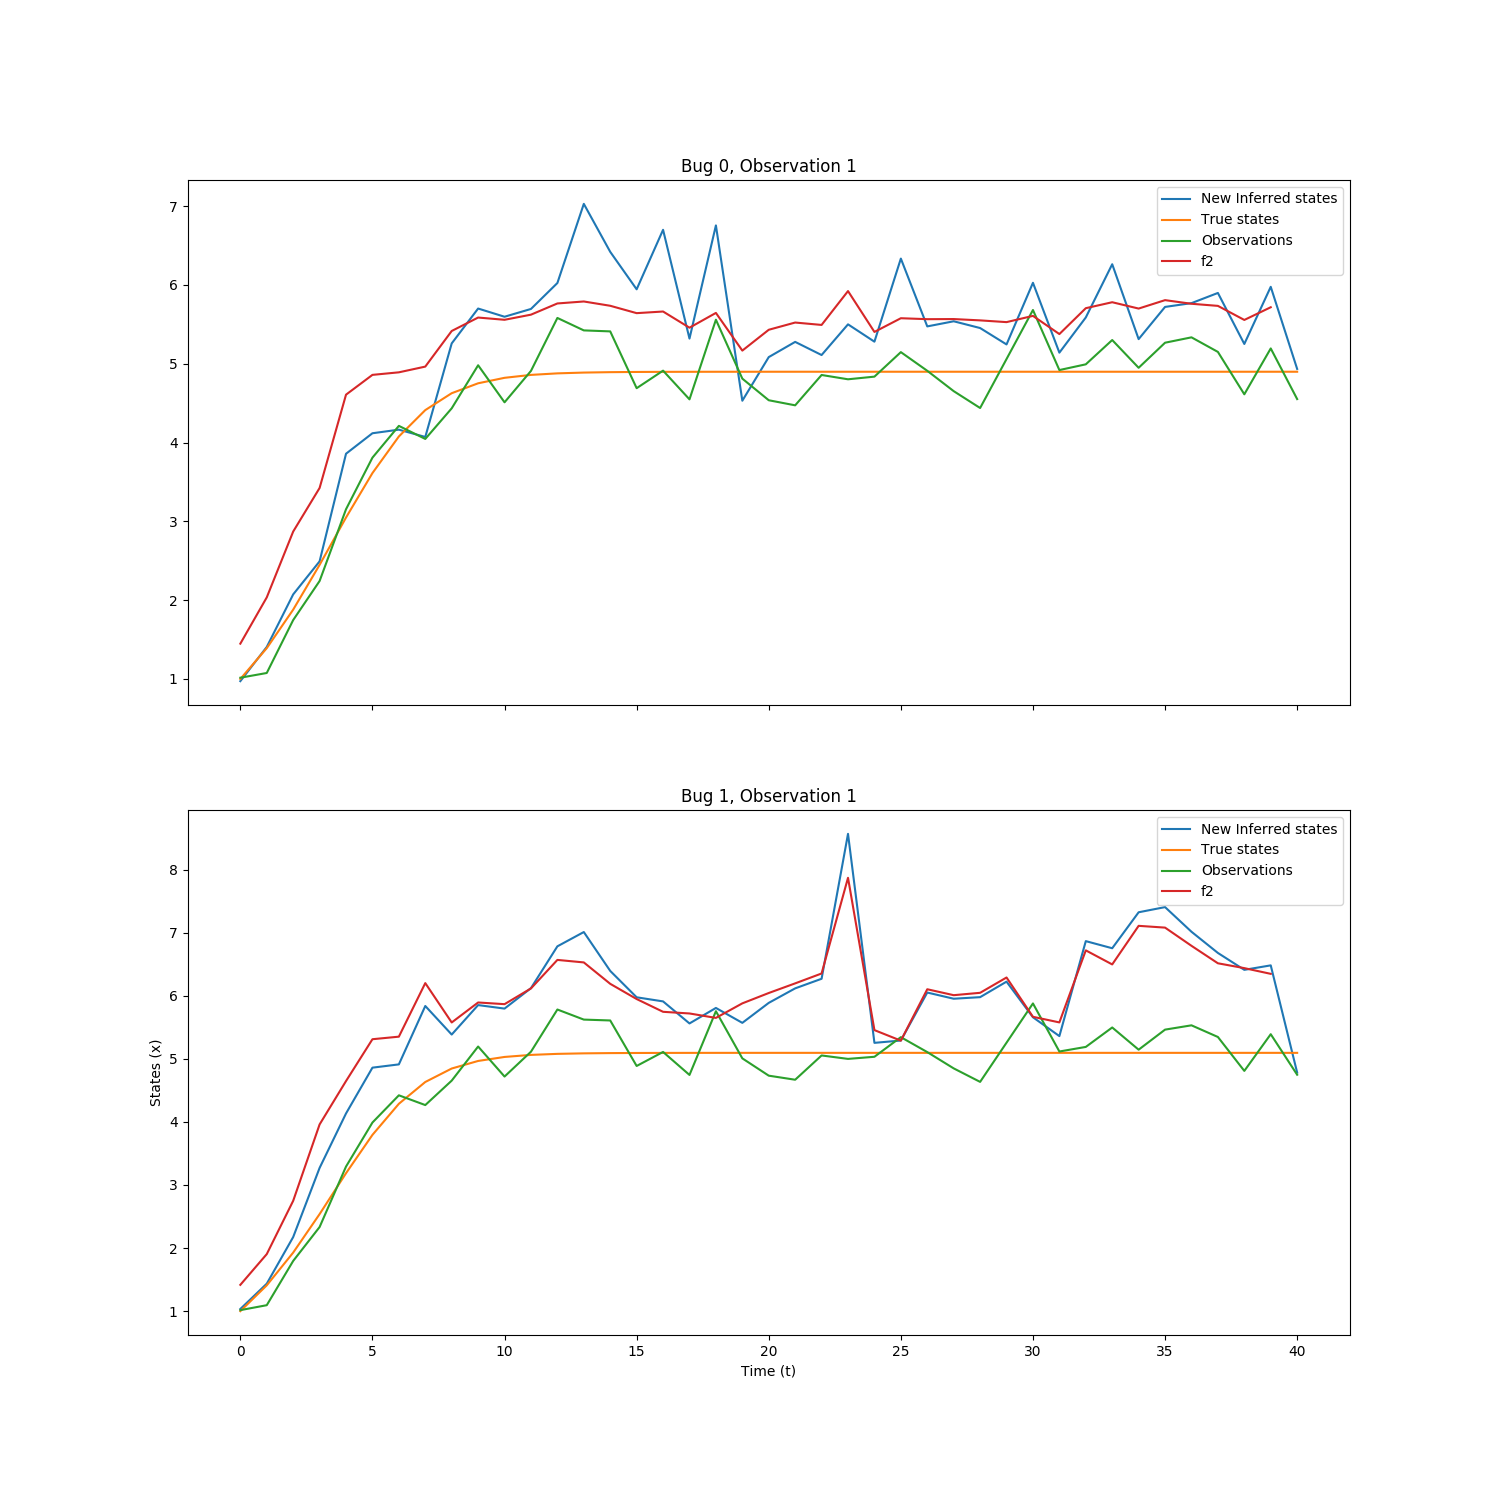 Bug 0, Observation 1
New Inferred states
True states
Observations
f2
7
6
5
4
3
2
1
Bug 1, Observation 1
New Inferred states
True states
Observations
f2
8
7
6
5
4
3
2
1
States (x)
0 5 10 15 20 25 30 35 40
Time (t)